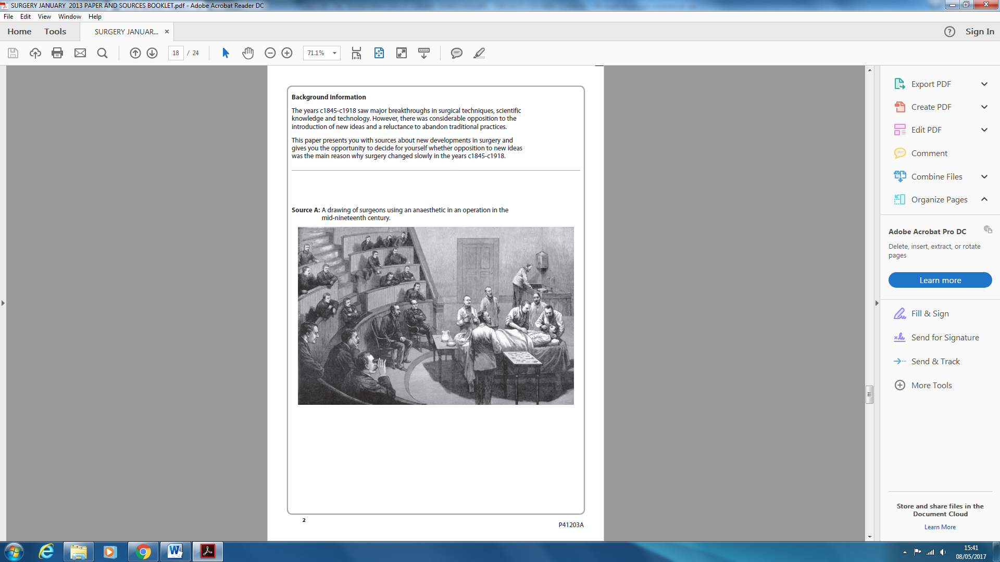 SURGERY JANUARY  2013 PAPER AND SOURCES BOOKLET.pdf - Adobe Acrobat Reader DC
File Edit View Window Help
Home Tools SURGERY JANUAR... × Sign In
18 / 24 71.1%
Background information
The years c1845-c1918 saw major breakthroughs in surgical techniques, scientific
knowledge and technology. However, there was considerable opposition to the
introduction of new ideas and a reluctance to abandon traditional practices.
This paper presents you with sources about new developments in surgery and
gives you the opportunity to decide for yourself whether opposition to new ideas
was the main reason why surgery changed slowly in the years c1845-c1918.
Source A: A drawing of surgeons using an anaesthetic in an operation in the
mid-nineteenth century.
2
P41203A
Export PDF
Create PDF
Edit PDF
Comment
Combine Files
Organize Pages
Adobe Acrobat Pro DC
Delete, insert, extract, or rotate
pages
Learn more
Fill & Sign
Send for Signature
Send & Track
More Tools
Store and share files in the
Document Cloud
Learn More
15:41
08/05/2017